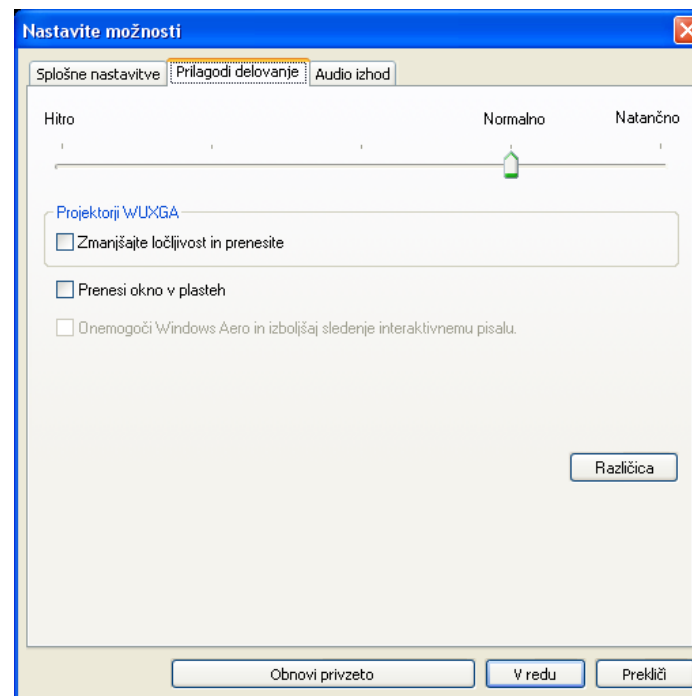 Nastavite možnosti
Splošne nastavitve Prilagodi delovanje Audio izhod
Hitro Normalno Natančno
Projektorji WUXGA
Zmanjšajte ločljivost in prenesite
Prenesi okno v plasteh
Onemogoči Windows Aero in izboljšaj sledenje interaktivnemu pisalu.
Različica
Obnovi privzeto V redu Prekliči